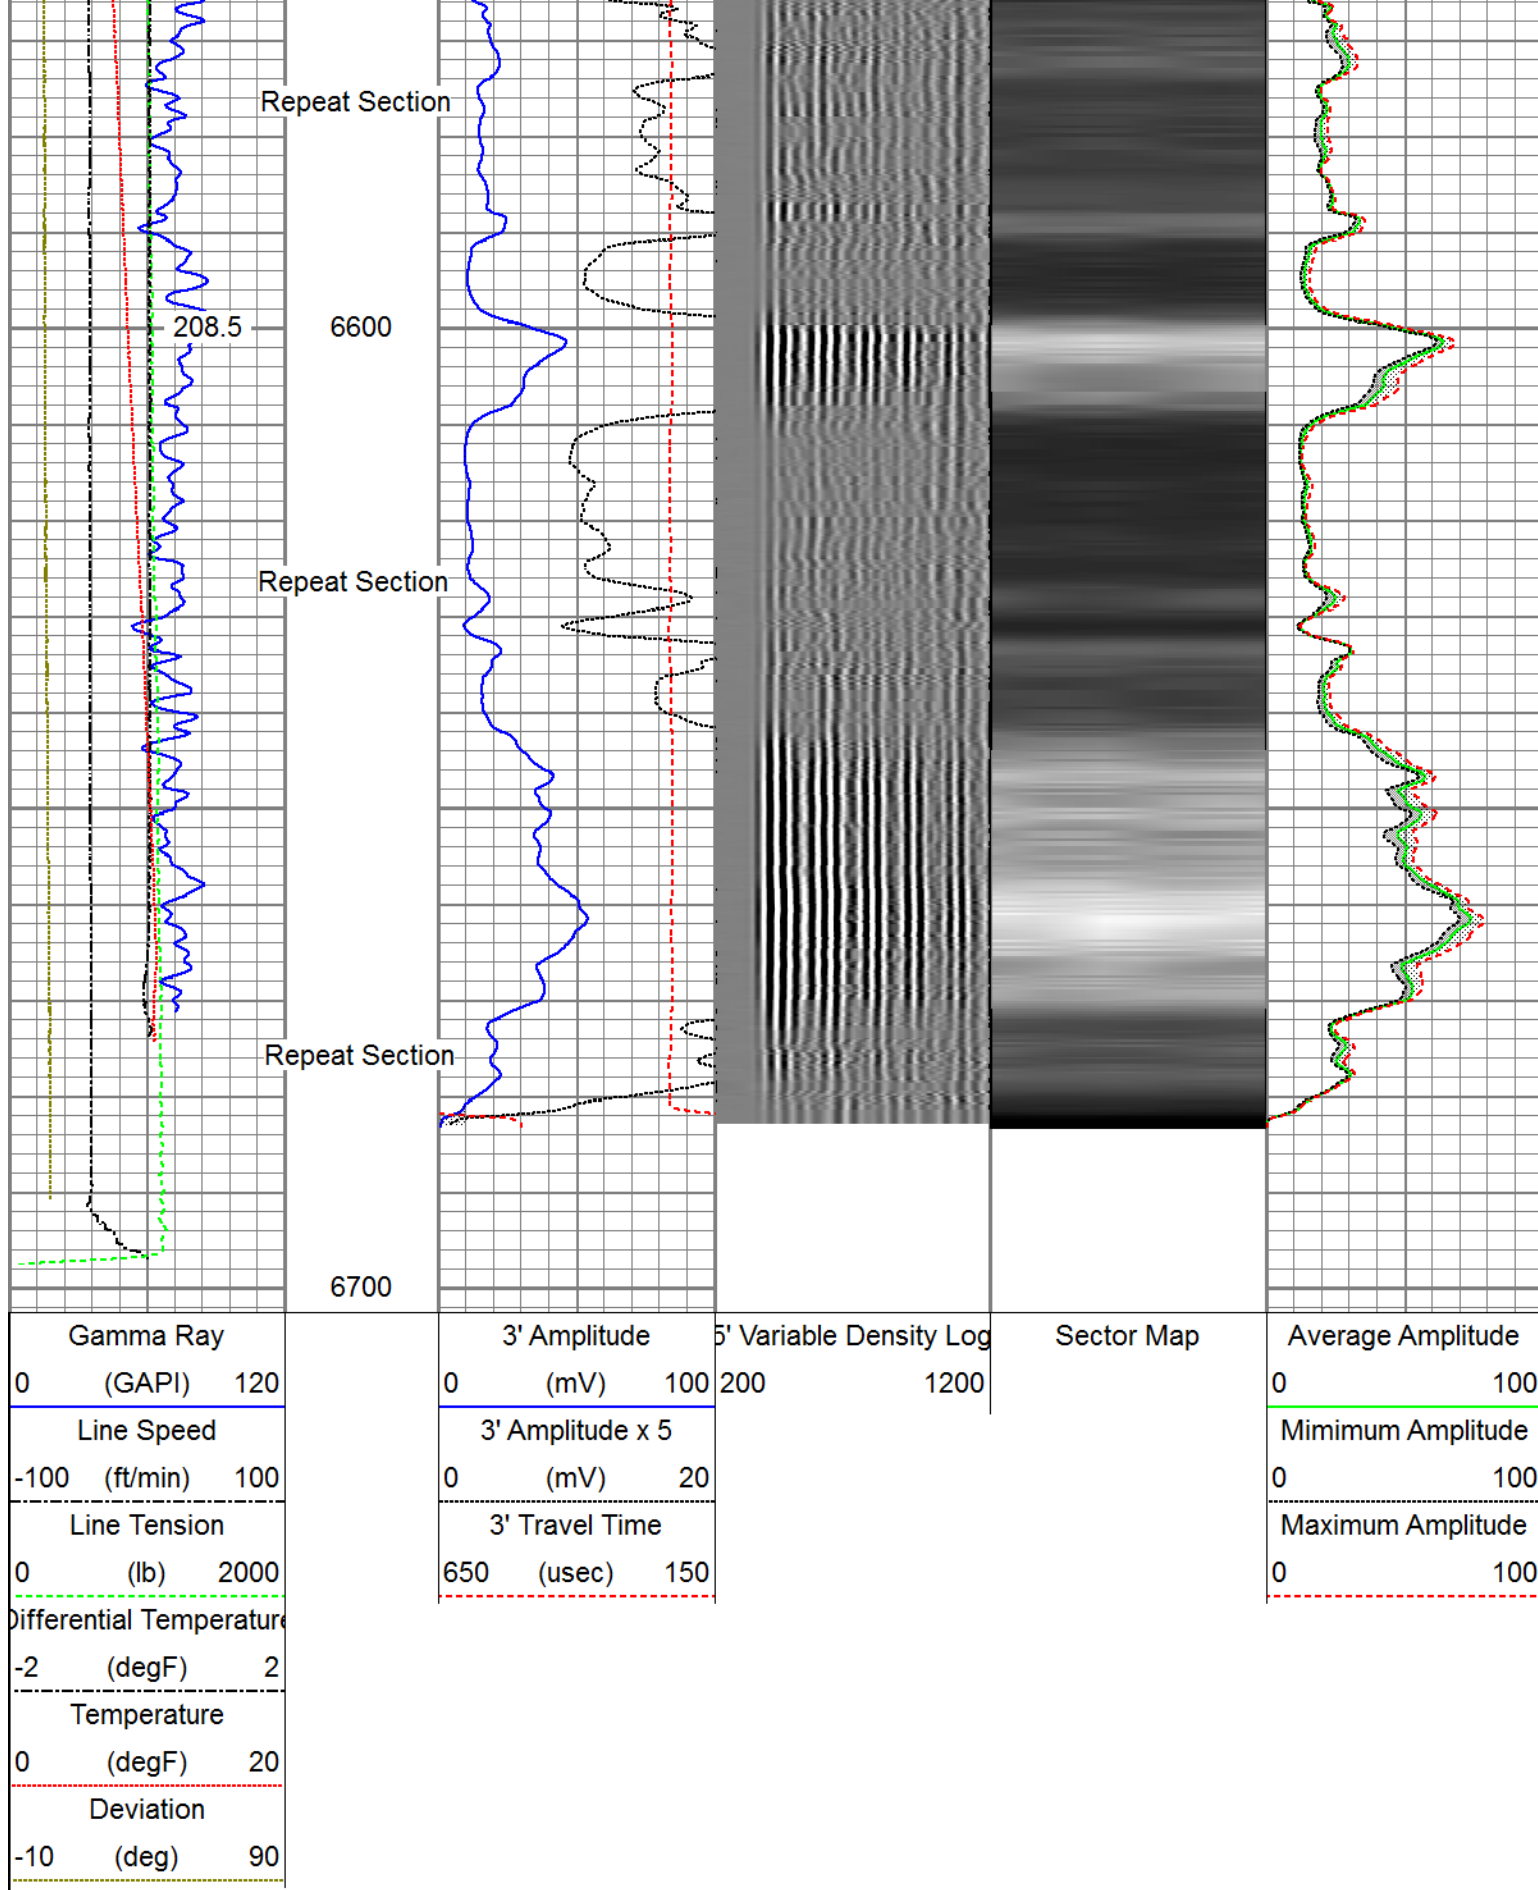 Repeat Section
208.5
6600
Repeat Section
Repeat Section
6700
Gamma Ray
0 (GAPI) 120
Line Speed
-100 (ft/min) 100
Line Tension
0 (lb) 2000
Differential Temperature
-2 (degF) 2
Temperature
0 (degF) 20
Deviation
-10 (deg) 90
3' Amplitude
0 (mV) 100
3' Amplitude x 5
0 (mV) 20
3' Travel Time
650 (usec) 150
5' Variable Density Log
200 1200
Sector Map
Average Amplitude
0 100
Mimimum Amplitude
0 100
Maximum Amplitude
0 100